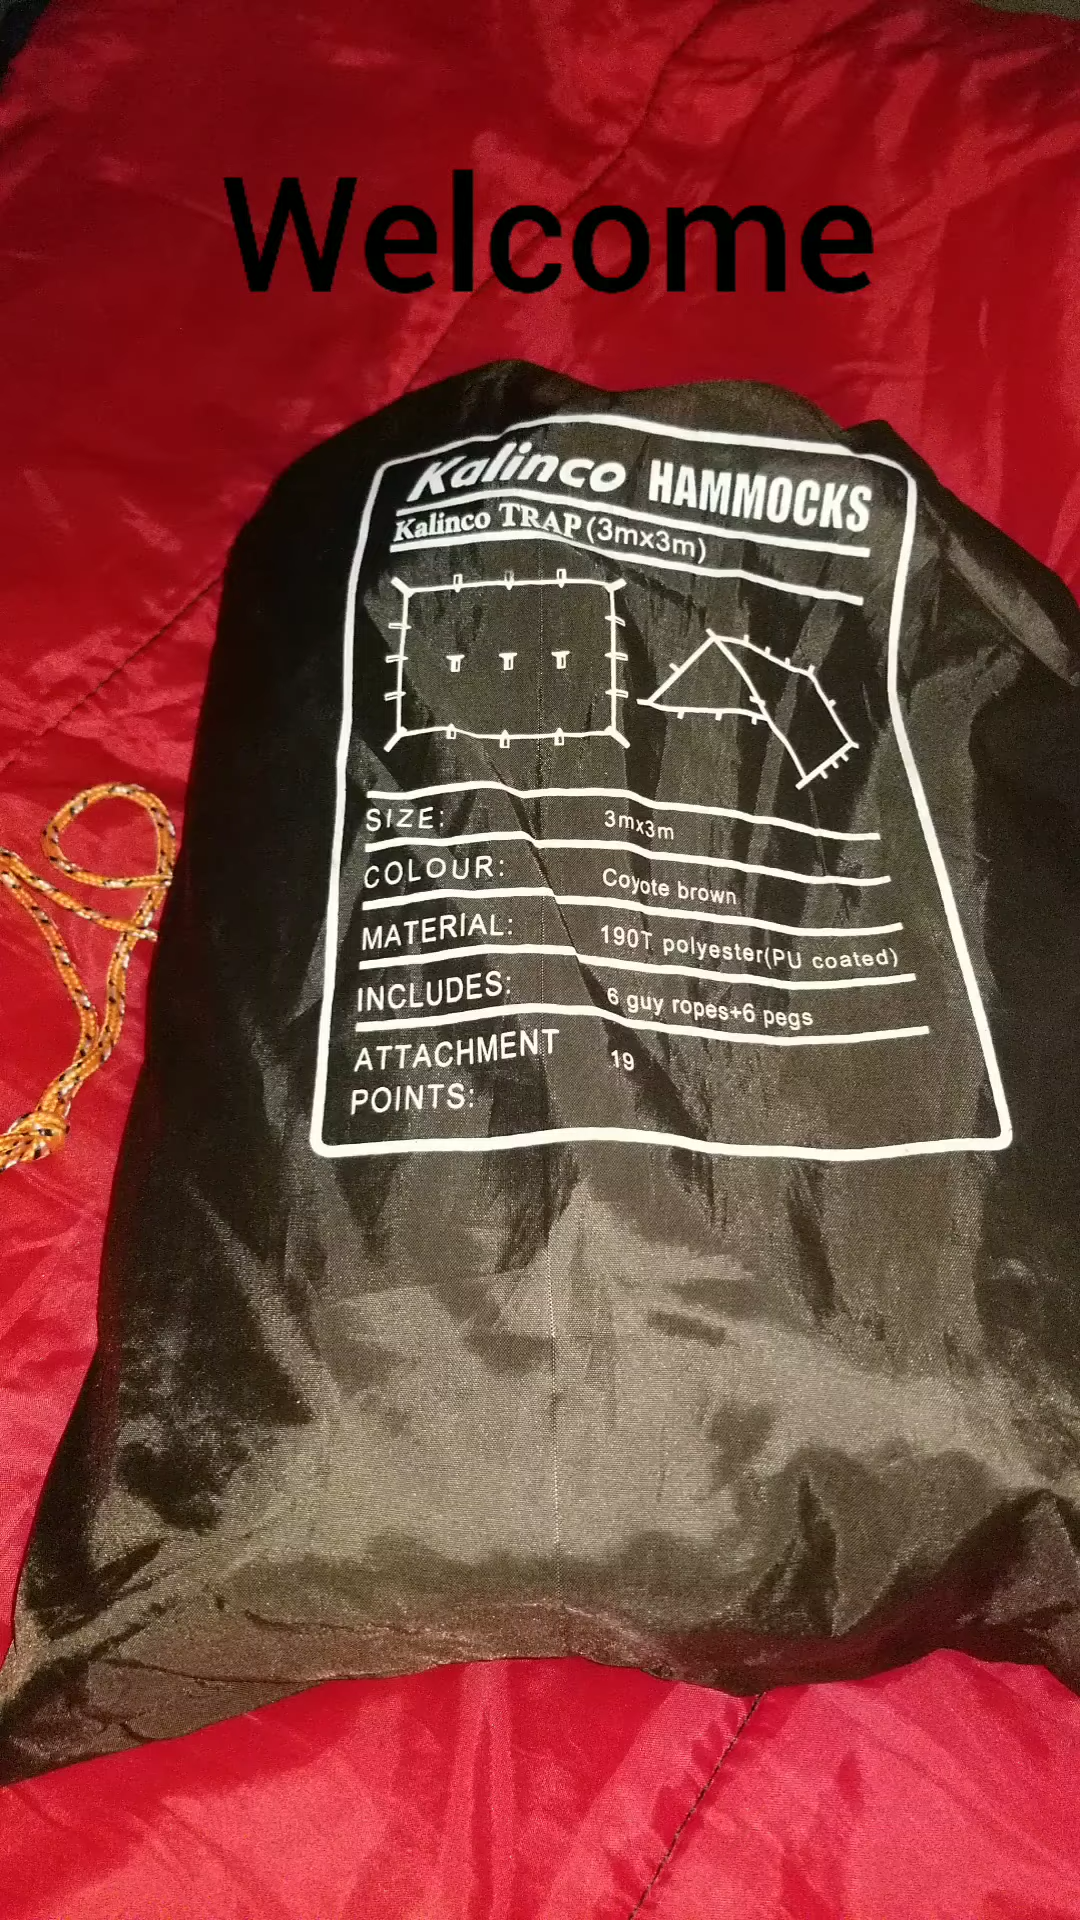 Welcome
Kalinco HAMMOCKS
Kalinco TRAP (3mx3m)
SIZE: 3mx3m
COLOUR: Coyote brown
MATERIAL: 190T polyester(PU coated)
INCLUDES: 6 guy ropes+6 pegs
ATTACHMENT 19
POINTS: